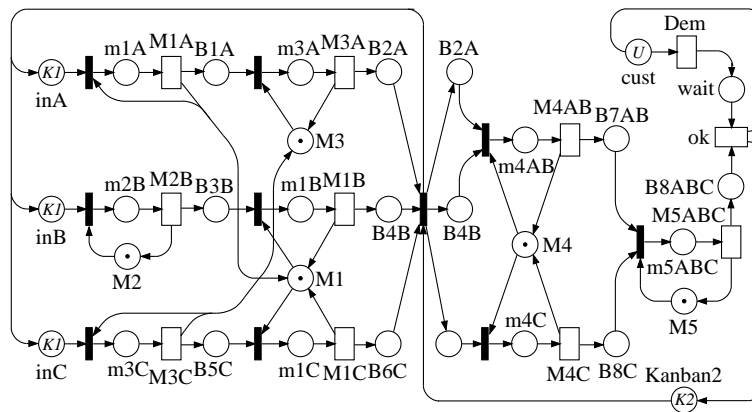 m1A M1A B1A m3A M3A B2A B2A Dem
K1 U
inA cust wait
M3 M4AB B7AB
ok
m4AB
m2B M2B B3B m1B M1B B8ABC
K1 M5ABC
inB B4B B4B M4
M2 M1 m5ABC
m4C M5
K1
inC m3C M3C B5C m1C M1C B6C M4C B8C Kanban2
K2